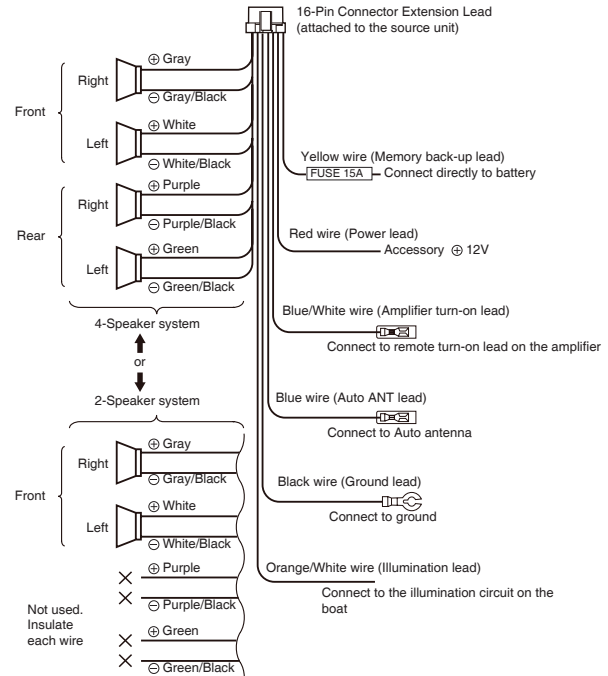 16-Pin Connector Extension Lead
(attached to the source unit)
⊕ Gray
Right
⊖ Gray/Black
Front
⊕ White
Left
⊖ White/Black
⊕ Purple
Right
⊖ Purple/Black
Rear
⊕ Green
Left
⊖ Green/Black
4-Speaker system
or
2-Speaker system
⊕ Gray
Right
⊖ Gray/Black
Front
⊕ White
Left
⊖ White/Black
⊕ Purple
⊖ Purple/Black
Not used.
Insulate
each wire
⊕ Green
⊖ Green/Black
Yellow wire (Memory back-up lead)
FUSE 15A
Connect directly to battery
Red wire (Power lead)
Accessory ⊕ 12V
Blue/White wire (Amplifier turn-on lead)
Connect to remote turn-on lead on the amplifier
Blue wire (Auto ANT lead)
Connect to Auto antenna
Black wire (Ground lead)
Connect to ground
Orange/White wire (Illumination lead)
Connect to the illumination circuit on the
boat